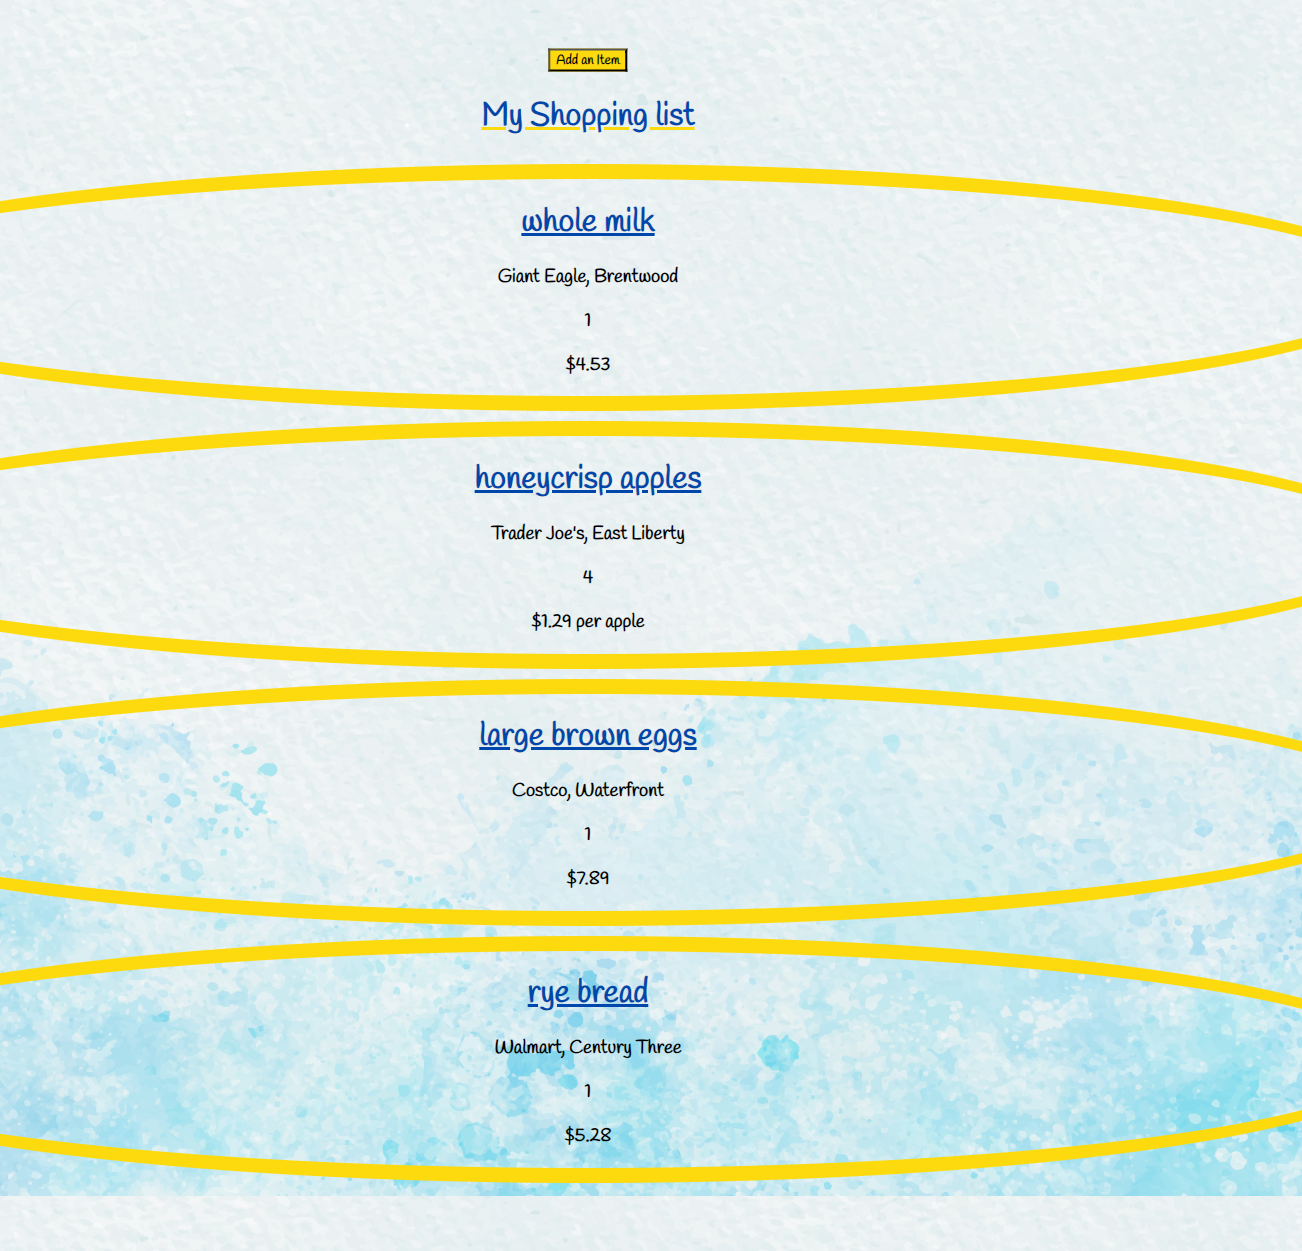 Add an Item
My Shopping list
whole milk
Giant Eagle, Brentwood
1
$4.53
honeycrisp apples
Trader Joe's, East Liberty
4
$1.29 per apple
large brown eggs
Costco, Waterfront
1
$7.89
rye bread
Walmart, Century Three
1
$5.28